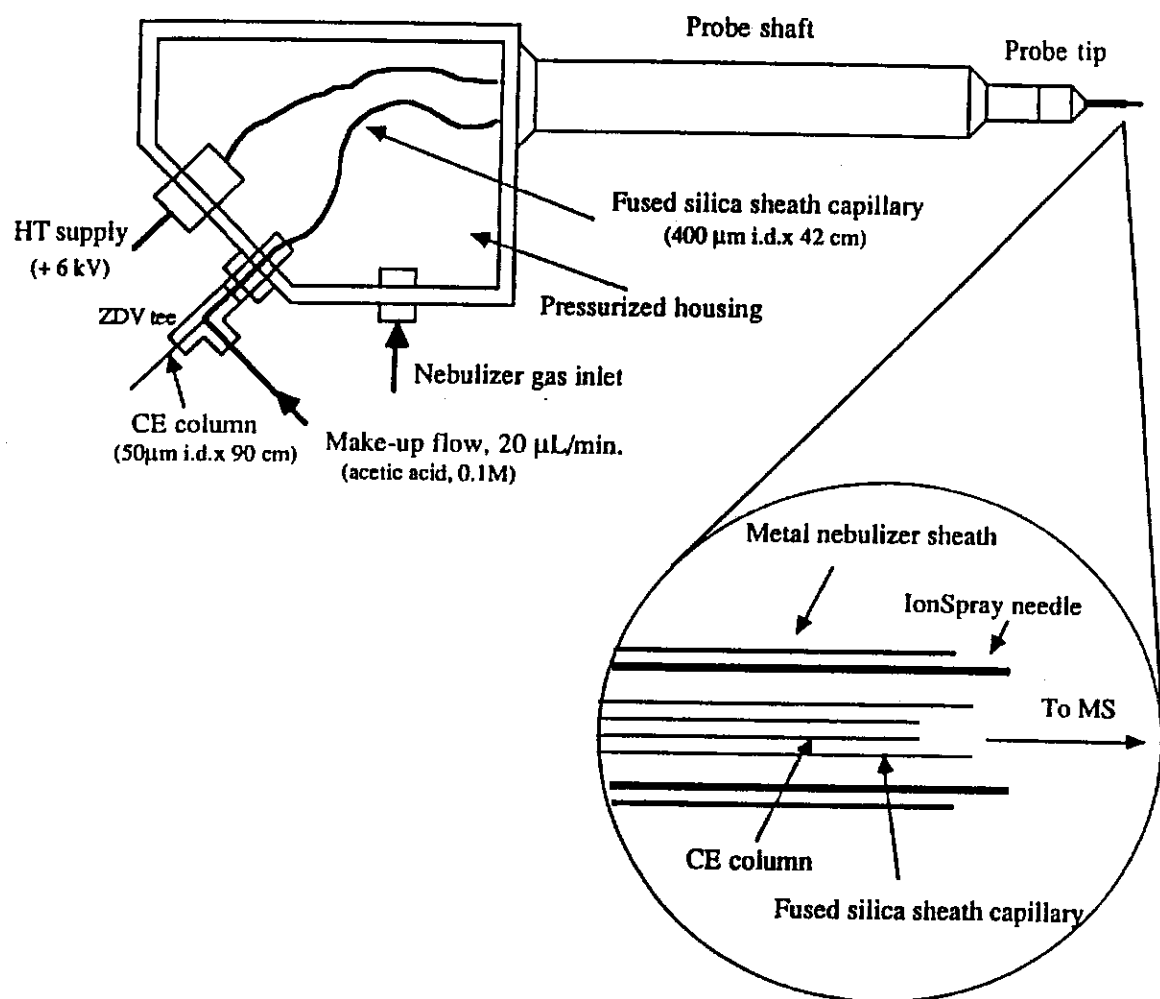 Probe shaft
Probe tip
Fused silica sheath capillary
(400 µm i.d.x 42 cm)
HT supply
(+ 6 kV)
Pressurized housing
ZDV tee
Nebulizer gas inlet
CE column
(50µm i.d.x 90 cm)
Make-up flow, 20 µL/min.
(acetic acid, 0.1M)
Metal nebulizer sheath
IonSpray needle
To MS
CE column
Fused silica sheath capillary